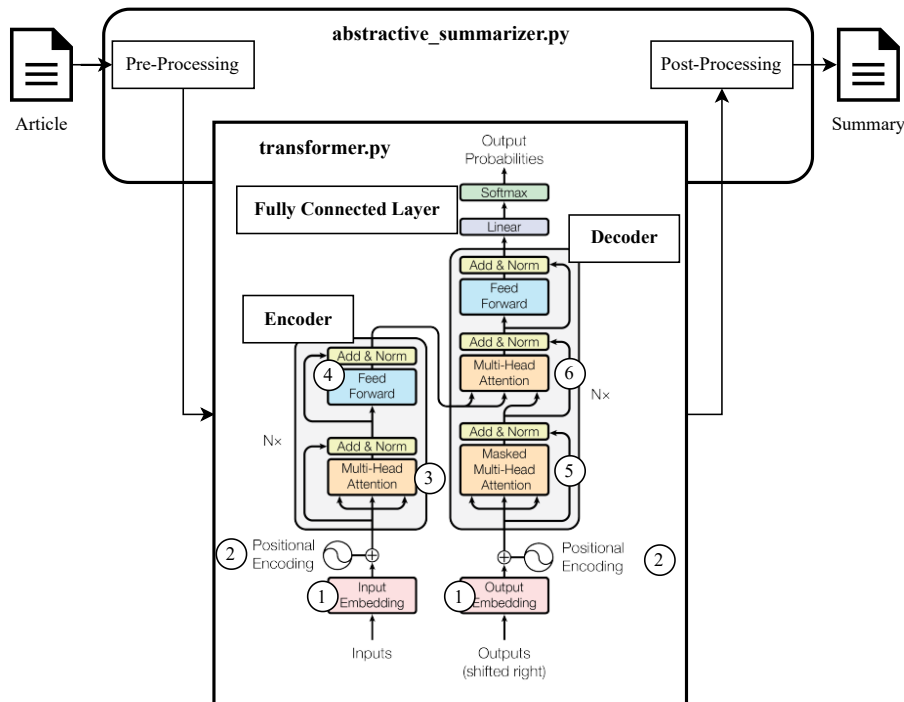 abstractive_summarizer.py
Pre-Processing
Post-Processing
Article
Summary
transformer.py
Output
Probabilities
Softmax
Fully Connected Layer
Linear
Decoder
Add & Norm
Feed
Forward
Encoder
Add & Norm
Add & Norm
4
Feed
Forward
Multi-Head
Attention
6
N×
Add & Norm
N×
Add & Norm
Multi-Head
Attention
3
Masked
Multi-Head
Attention
5
2
Positional
Encoding
Positional
Encoding
2
1
Input
Embedding
1
Output
Embedding
Inputs
Outputs
(shifted right)